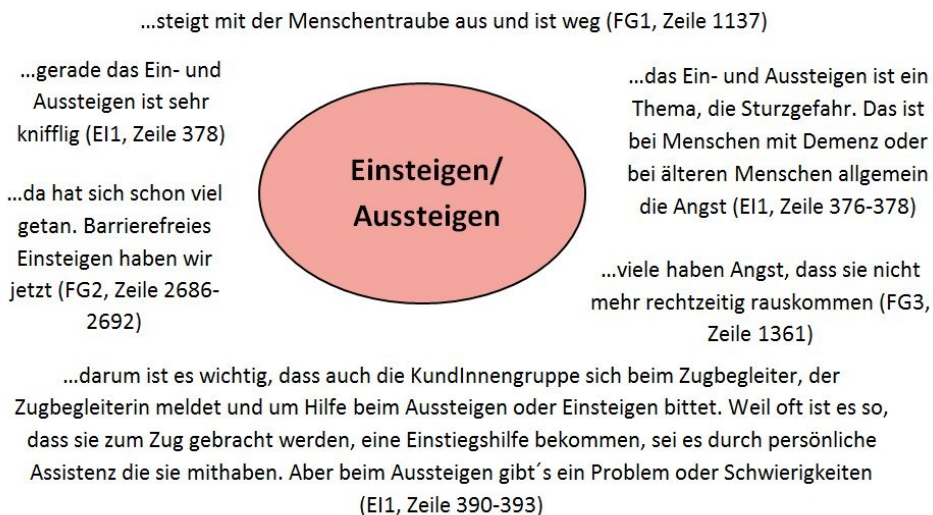 ...steigt mit der Menschentraube aus und ist weg (FG1, Zeile 1137)
...gerade das Ein- und
Aussteigen ist sehr
knifflig (EI1, Zeile 378)
...da hat sich schon viel
getan. Barrierefreies
Einsteigen haben wir
jetzt (FG2, Zeile 2686-
2692)
Einsteigen/
Aussteigen
...das Ein- und Aussteigen ist ein
Thema, die Sturzgefahr. Das ist
bei Menschen mit Demenz oder
bei älteren Menschen allgemein
die Angst (EI1, Zeile 376-378)
...viele haben Angst, dass sie nicht
mehr rechtzeitig rauskommen (FG3,
Zeile 1361)
...darum ist es wichtig, dass auch die KundInnengruppe sich beim Zugbegleiter, der
Zugbegleiterin meldet und um Hilfe beim Aussteigen oder Einsteigen bittet. Weil oft ist es so,
dass sie zum Zug gebracht werden, eine Einstiegshilfe bekommen, sei es durch persönliche
Assistenz die sie mithaben. Aber beim Aussteigen gibt´s ein Problem oder Schwierigkeiten
(EI1, Zeile 390-393)